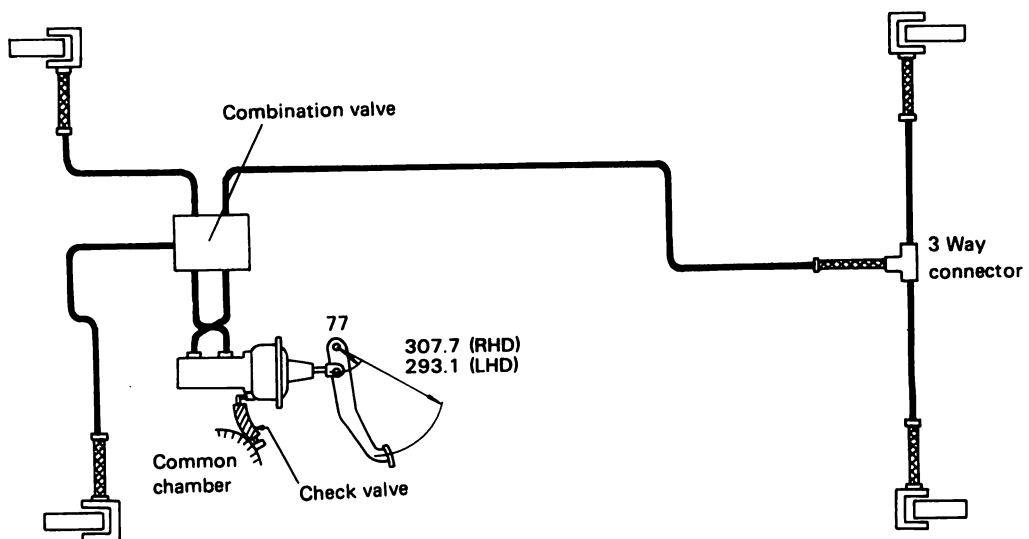 Combination valve
3 Way
connector
77
307.7 (RHD)
293.1 (LHD)
Common
chamber
Check valve